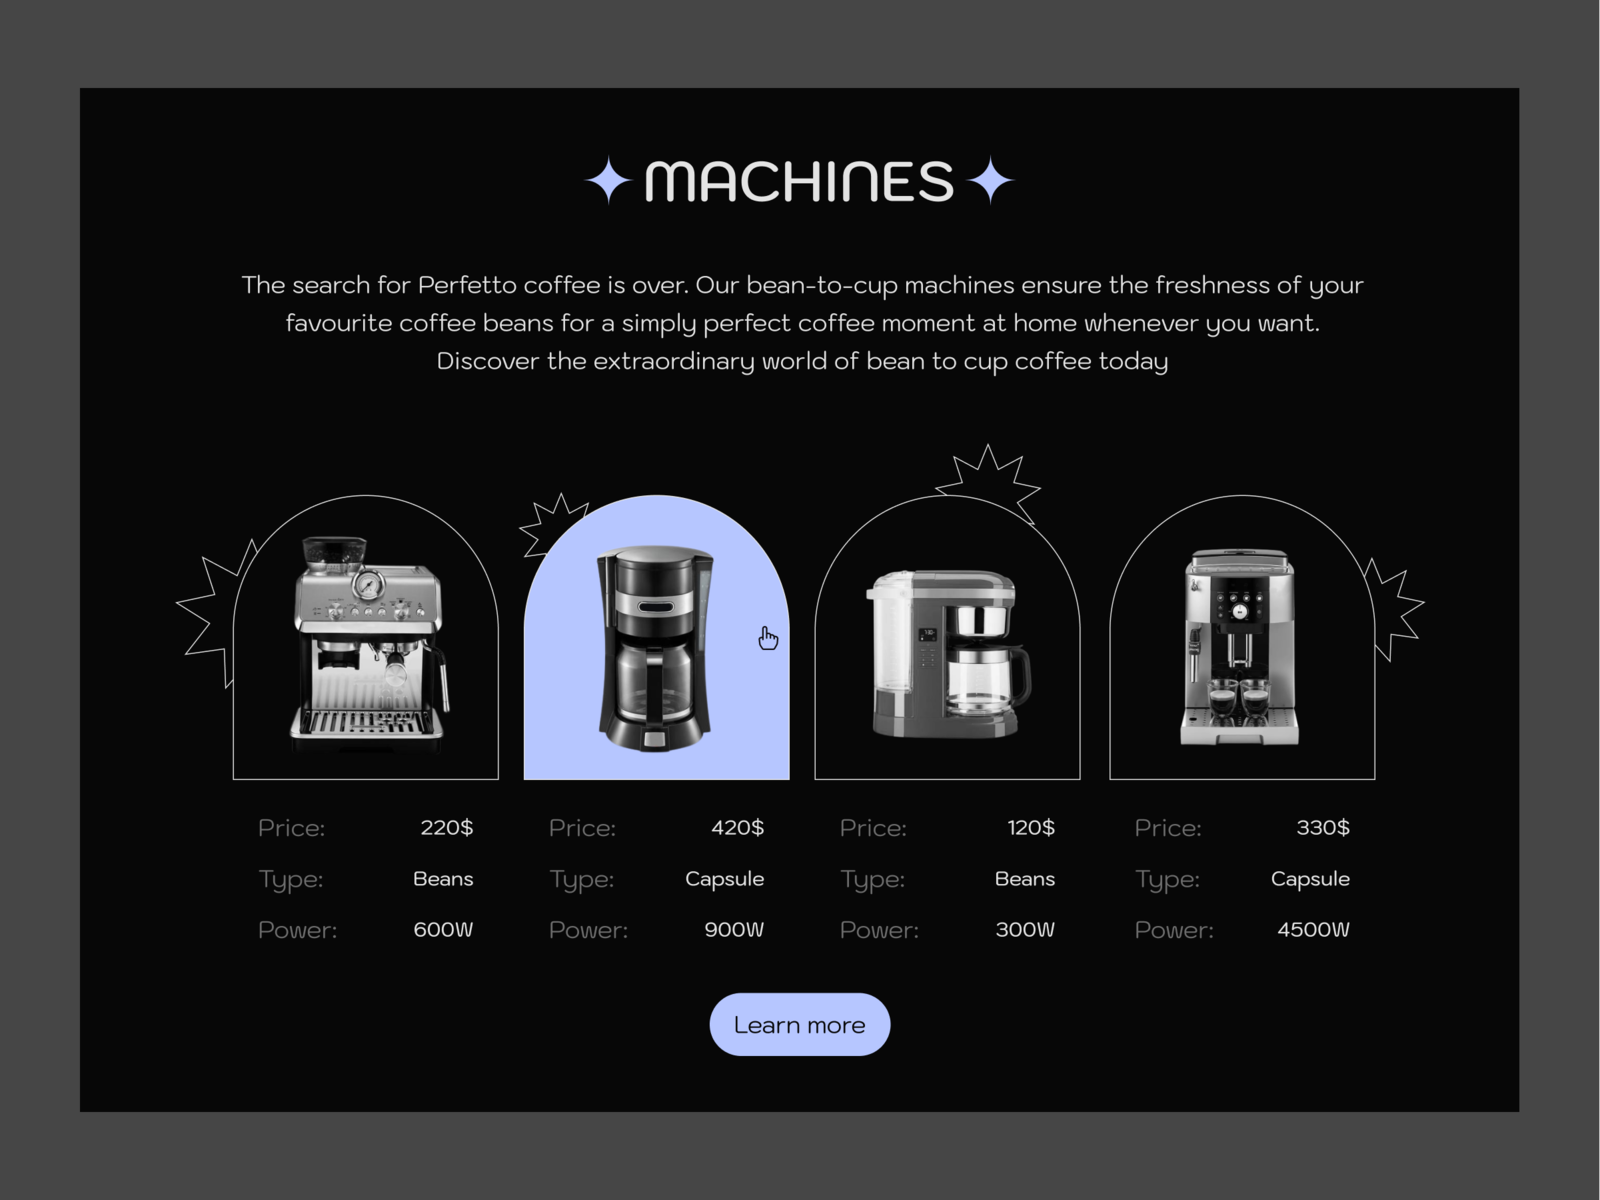 MACHINES
The search for Perfetto coffee is over. Our bean-to-cup machines ensure the freshness of your
favourite coffee beans for a simply perfect coffee moment at home whenever you want.
Discover the extraordinary world of bean to cup coffee today
Price: 220$
Type: Beans
Power: 600W
Price: 420$
Type: Capsule
Power: 900W
Price: 120$
Type: Beans
Power: 300W
Price: 330$
Type: Capsule
Power: 4500W
Learn more